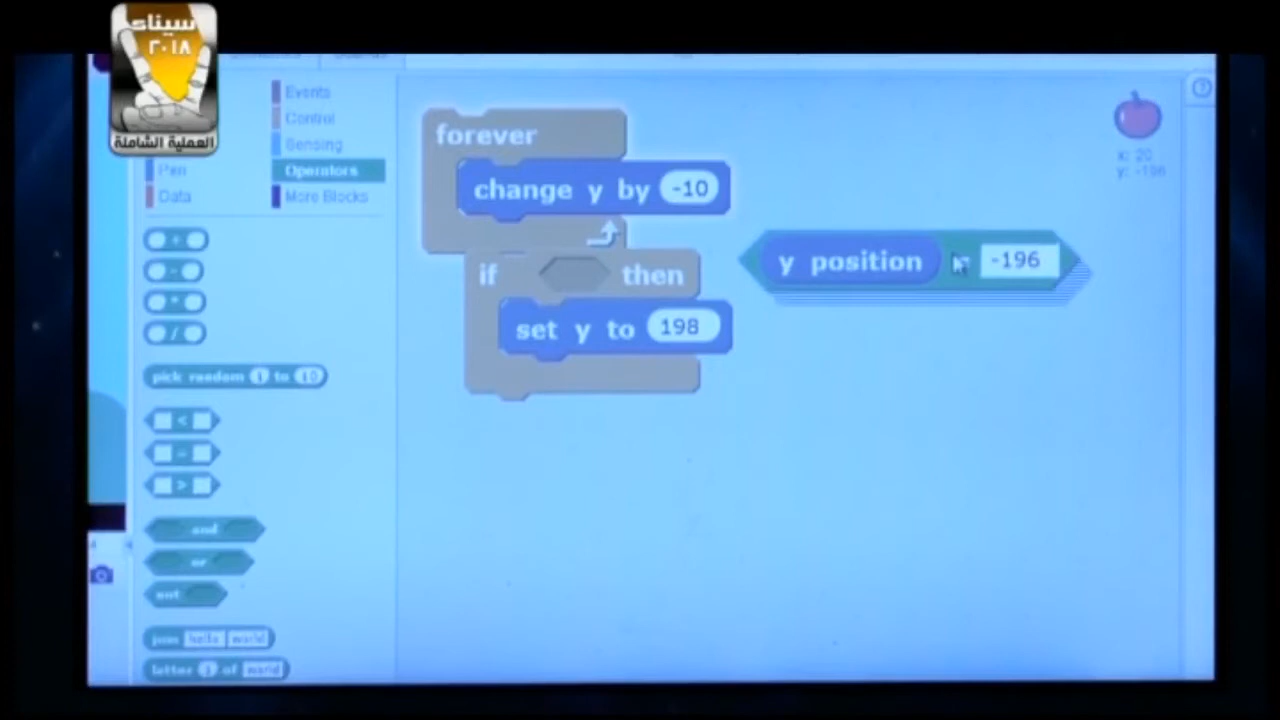 سيناء
٢٠١٨
العملية الشاملة
Events
Control
Sensing
Pen
Operators
Data
More Blocks
+
-
*
/
pick random 1 to 10
<
=
>
and
or
not
join hello world
letter 1 of world
forever
change y by -10
if then
set y to 198
y position -196
x: 20
y: -196
?